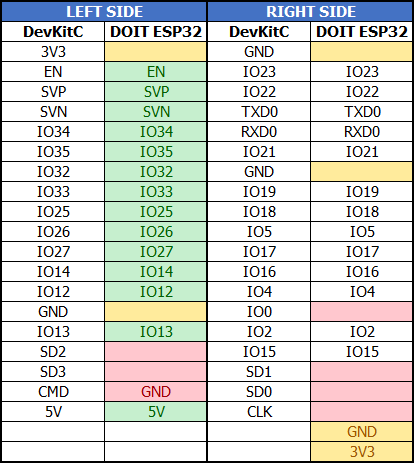 LEFT SIDE RIGHT SIDE
DevKitC DOIT ESP32 DevKitC DOIT ESP32
3V3 GND
EN EN IO23 IO23
SVP SVP IO22 IO22
SVN SVN TXD0 TXD0
IO34 IO34 RXD0 RXD0
IO35 IO35 IO21 IO21
IO32 IO32 GND
IO33 IO33 IO19 IO19
IO25 IO25 IO18 IO18
IO26 IO26 IO5 IO5
IO27 IO27 IO17 IO17
IO14 IO14 IO16 IO16
IO12 IO12 IO4 IO4
GND IO0
IO13 IO13 IO2 IO2
SD2 IO15 IO15
SD3 SD1
CMD GND SD0
5V 5V CLK
GND
3V3